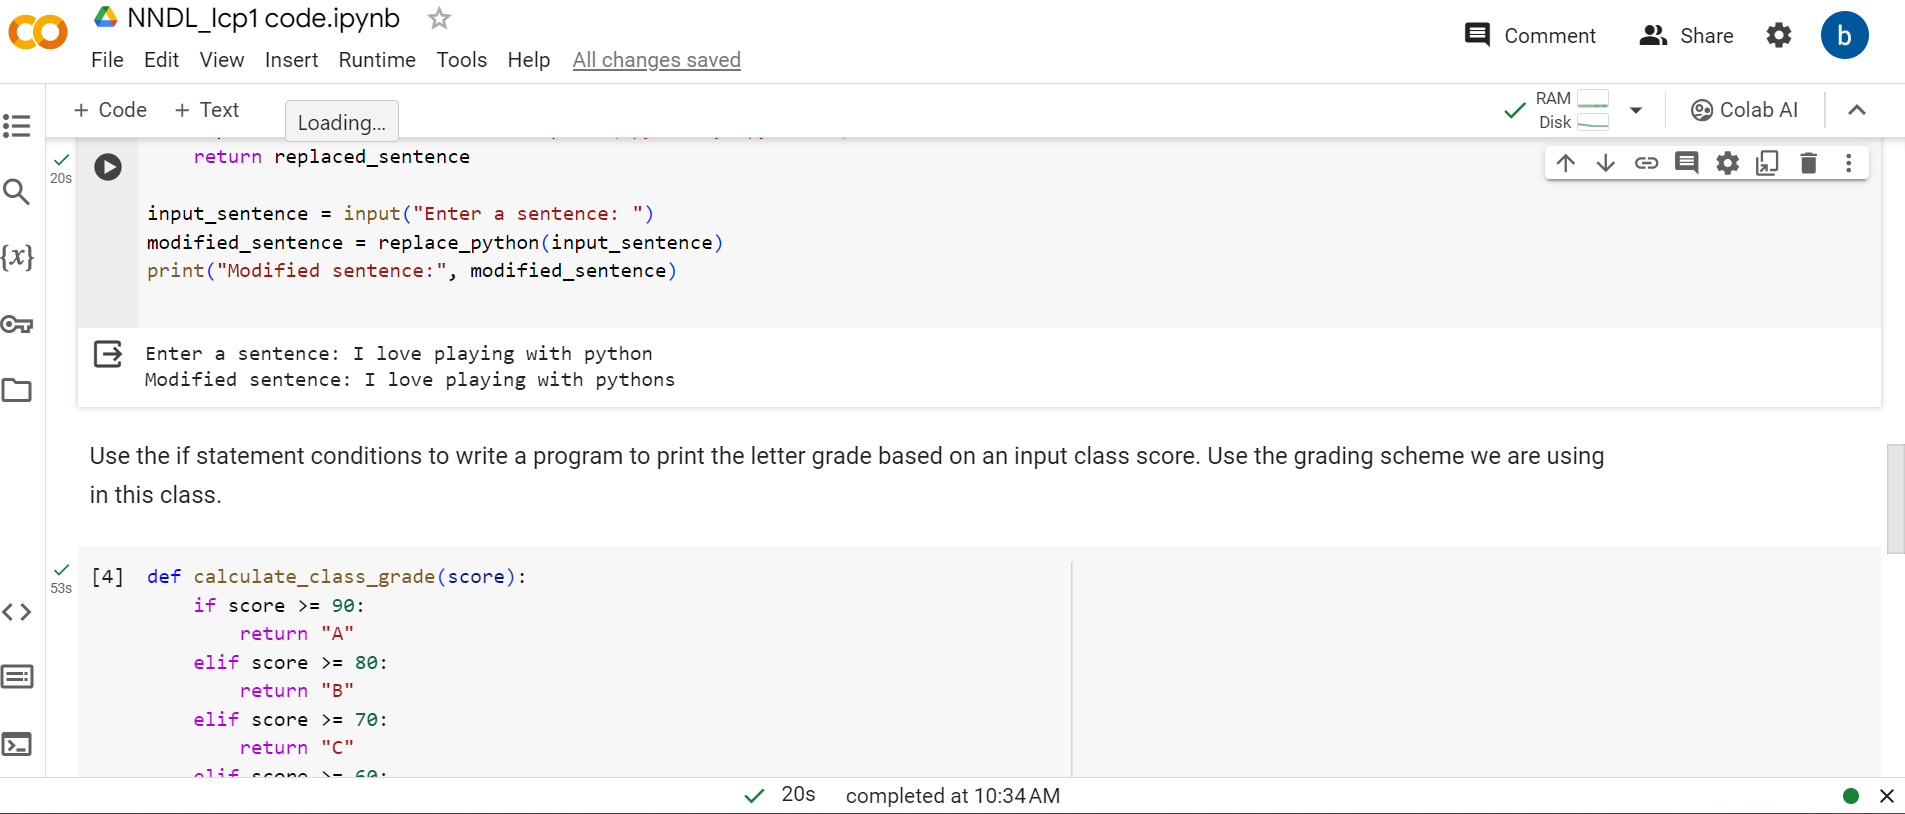 NNDL_Icp1 code.ipynb
Comment
Share
b
File Edit View Insert Runtime Tools Help All changes saved
+ Code + Text
Loading...
RAM
Disk
Colab AI
20s
return replaced_sentence
input_sentence = input("Enter a sentence: ")
modified_sentence = replace_python(input_sentence)
print("Modified sentence:", modified_sentence)
Enter a sentence: I love playing with python
Modified sentence: I love playing with pythons
Use the if statement conditions to write a program to print the letter grade based on an input class score. Use the grading scheme we are using
in this class.
53s
[4] def calculate_class_grade(score):
if score >= 90:
return "A"
elif score >= 80:
return "B"
elif score >= 70:
return "C"
elif score >= 60:
20s completed at 10:34 AM